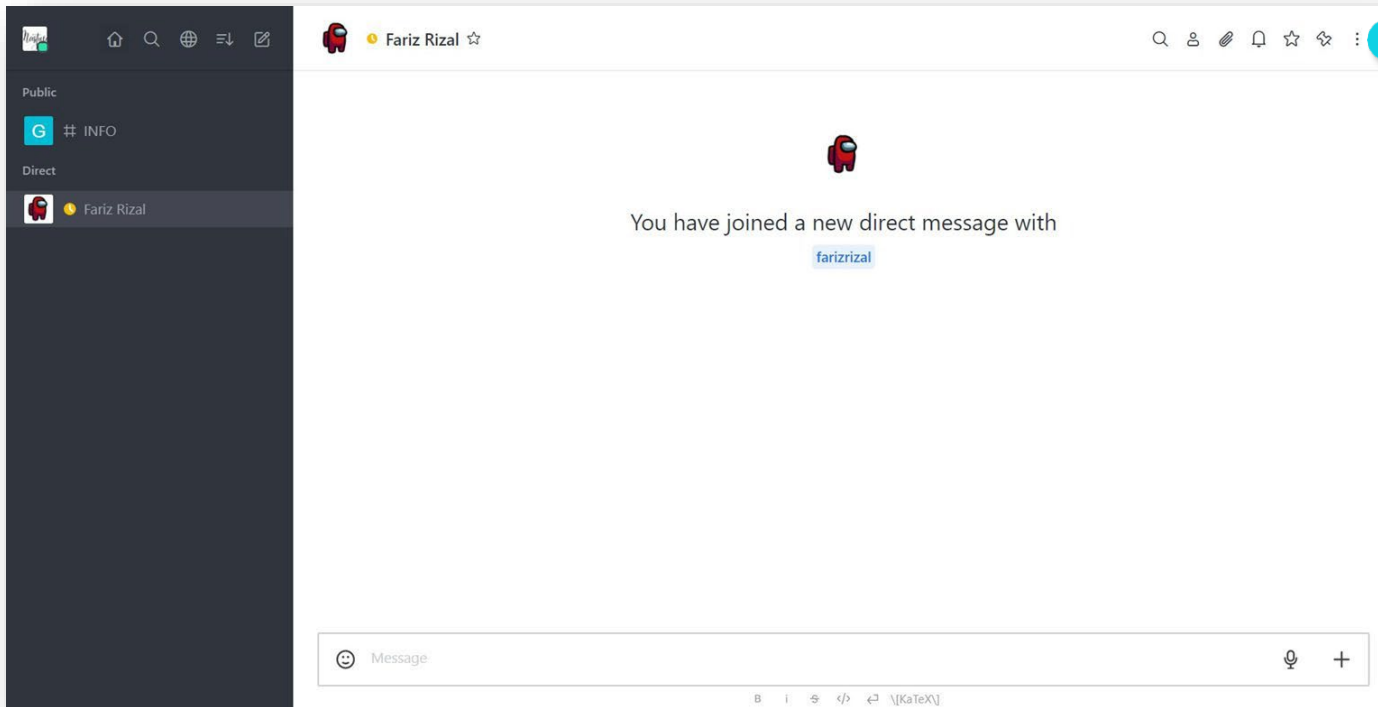 Fariz Rizal
Public
G
INFO
Direct
Fariz Rizal
You have joined a new direct message with
farizrizal
Message
B i S </> \[KaTeX\]